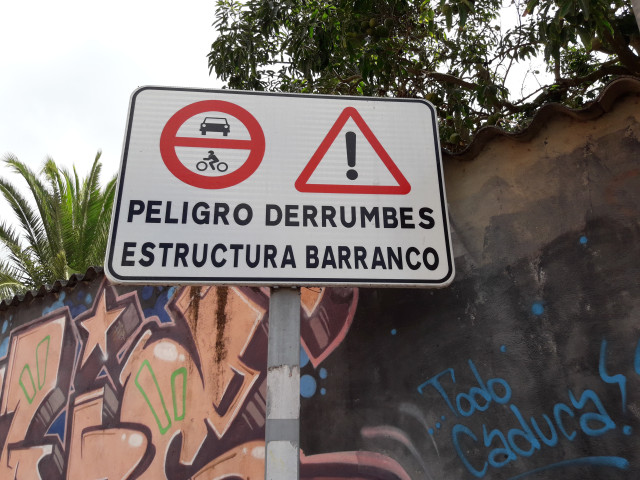 PELIGRO DERRUMBES
ESTRUCTURA BARRANCO
Todo
Caduca!